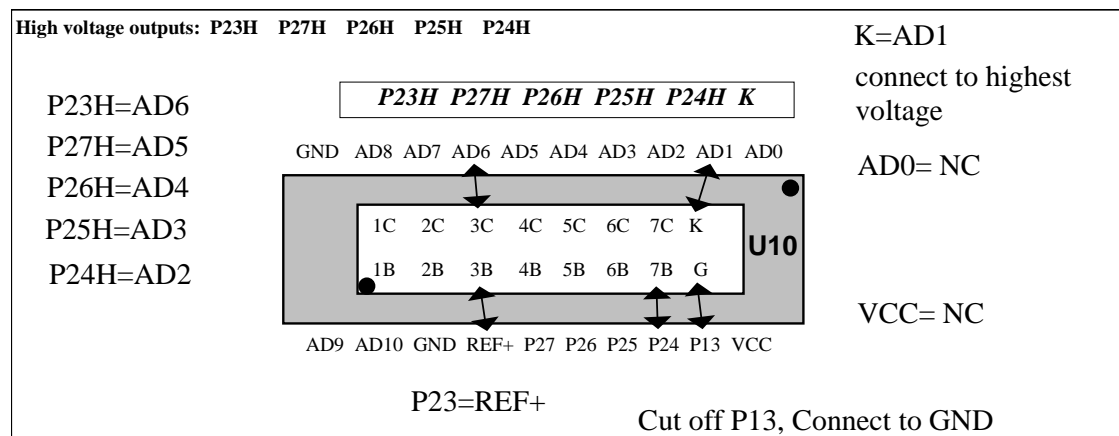 High voltage outputs: P23H P27H P26H P25H P24H
K=AD1
connect to highest
voltage
P23H=AD6
P27H=AD5
P26H=AD4
P25H=AD3
P24H=AD2
P23H P27H P26H P25H P24H K
GND AD8 AD7 AD6 AD5 AD4 AD3 AD2 AD1 AD0
AD0= NC
1C 2C 3C 4C 5C 6C 7C K
U10
1B 2B 3B 4B 5B 6B 7B G
VCC= NC
AD9 AD10 GND REF+ P27 P26 P25 P24 P13 VCC
P23=REF+
Cut off P13, Connect to GND